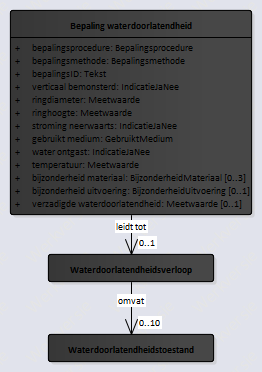 Bepaling waterdoorlatendheid
+ bepalingsprocedure: Bepalingsprocedure
+ bepalingsmethode: Bepalingsmethode
+ bepalingsID: Tekst
+ verticaal bemonsterd: IndicatieJaNee
+ ringdiameter: Meetwaarde
+ ringhoogte: Meetwaarde
+ stroming neerwaarts: IndicatieJaNee
+ gebruikt medium: GebruiktMedium
+ water ontgast: IndicatieJaNee
+ temperatuur: Meetwaarde
+ bijzonderheid materiaal: BijzonderheidMateriaal [0..3]
+ bijzonderheid uitvoering: BijzonderheidUitvoering [0..1]
+ verzadigde waterdoorlatendheid: Meetwaarde [0..1]
leidt tot
0..1
Waterdoorlatendheidsverloop
omvat
0..10
Waterdoorlatendheidstoestand